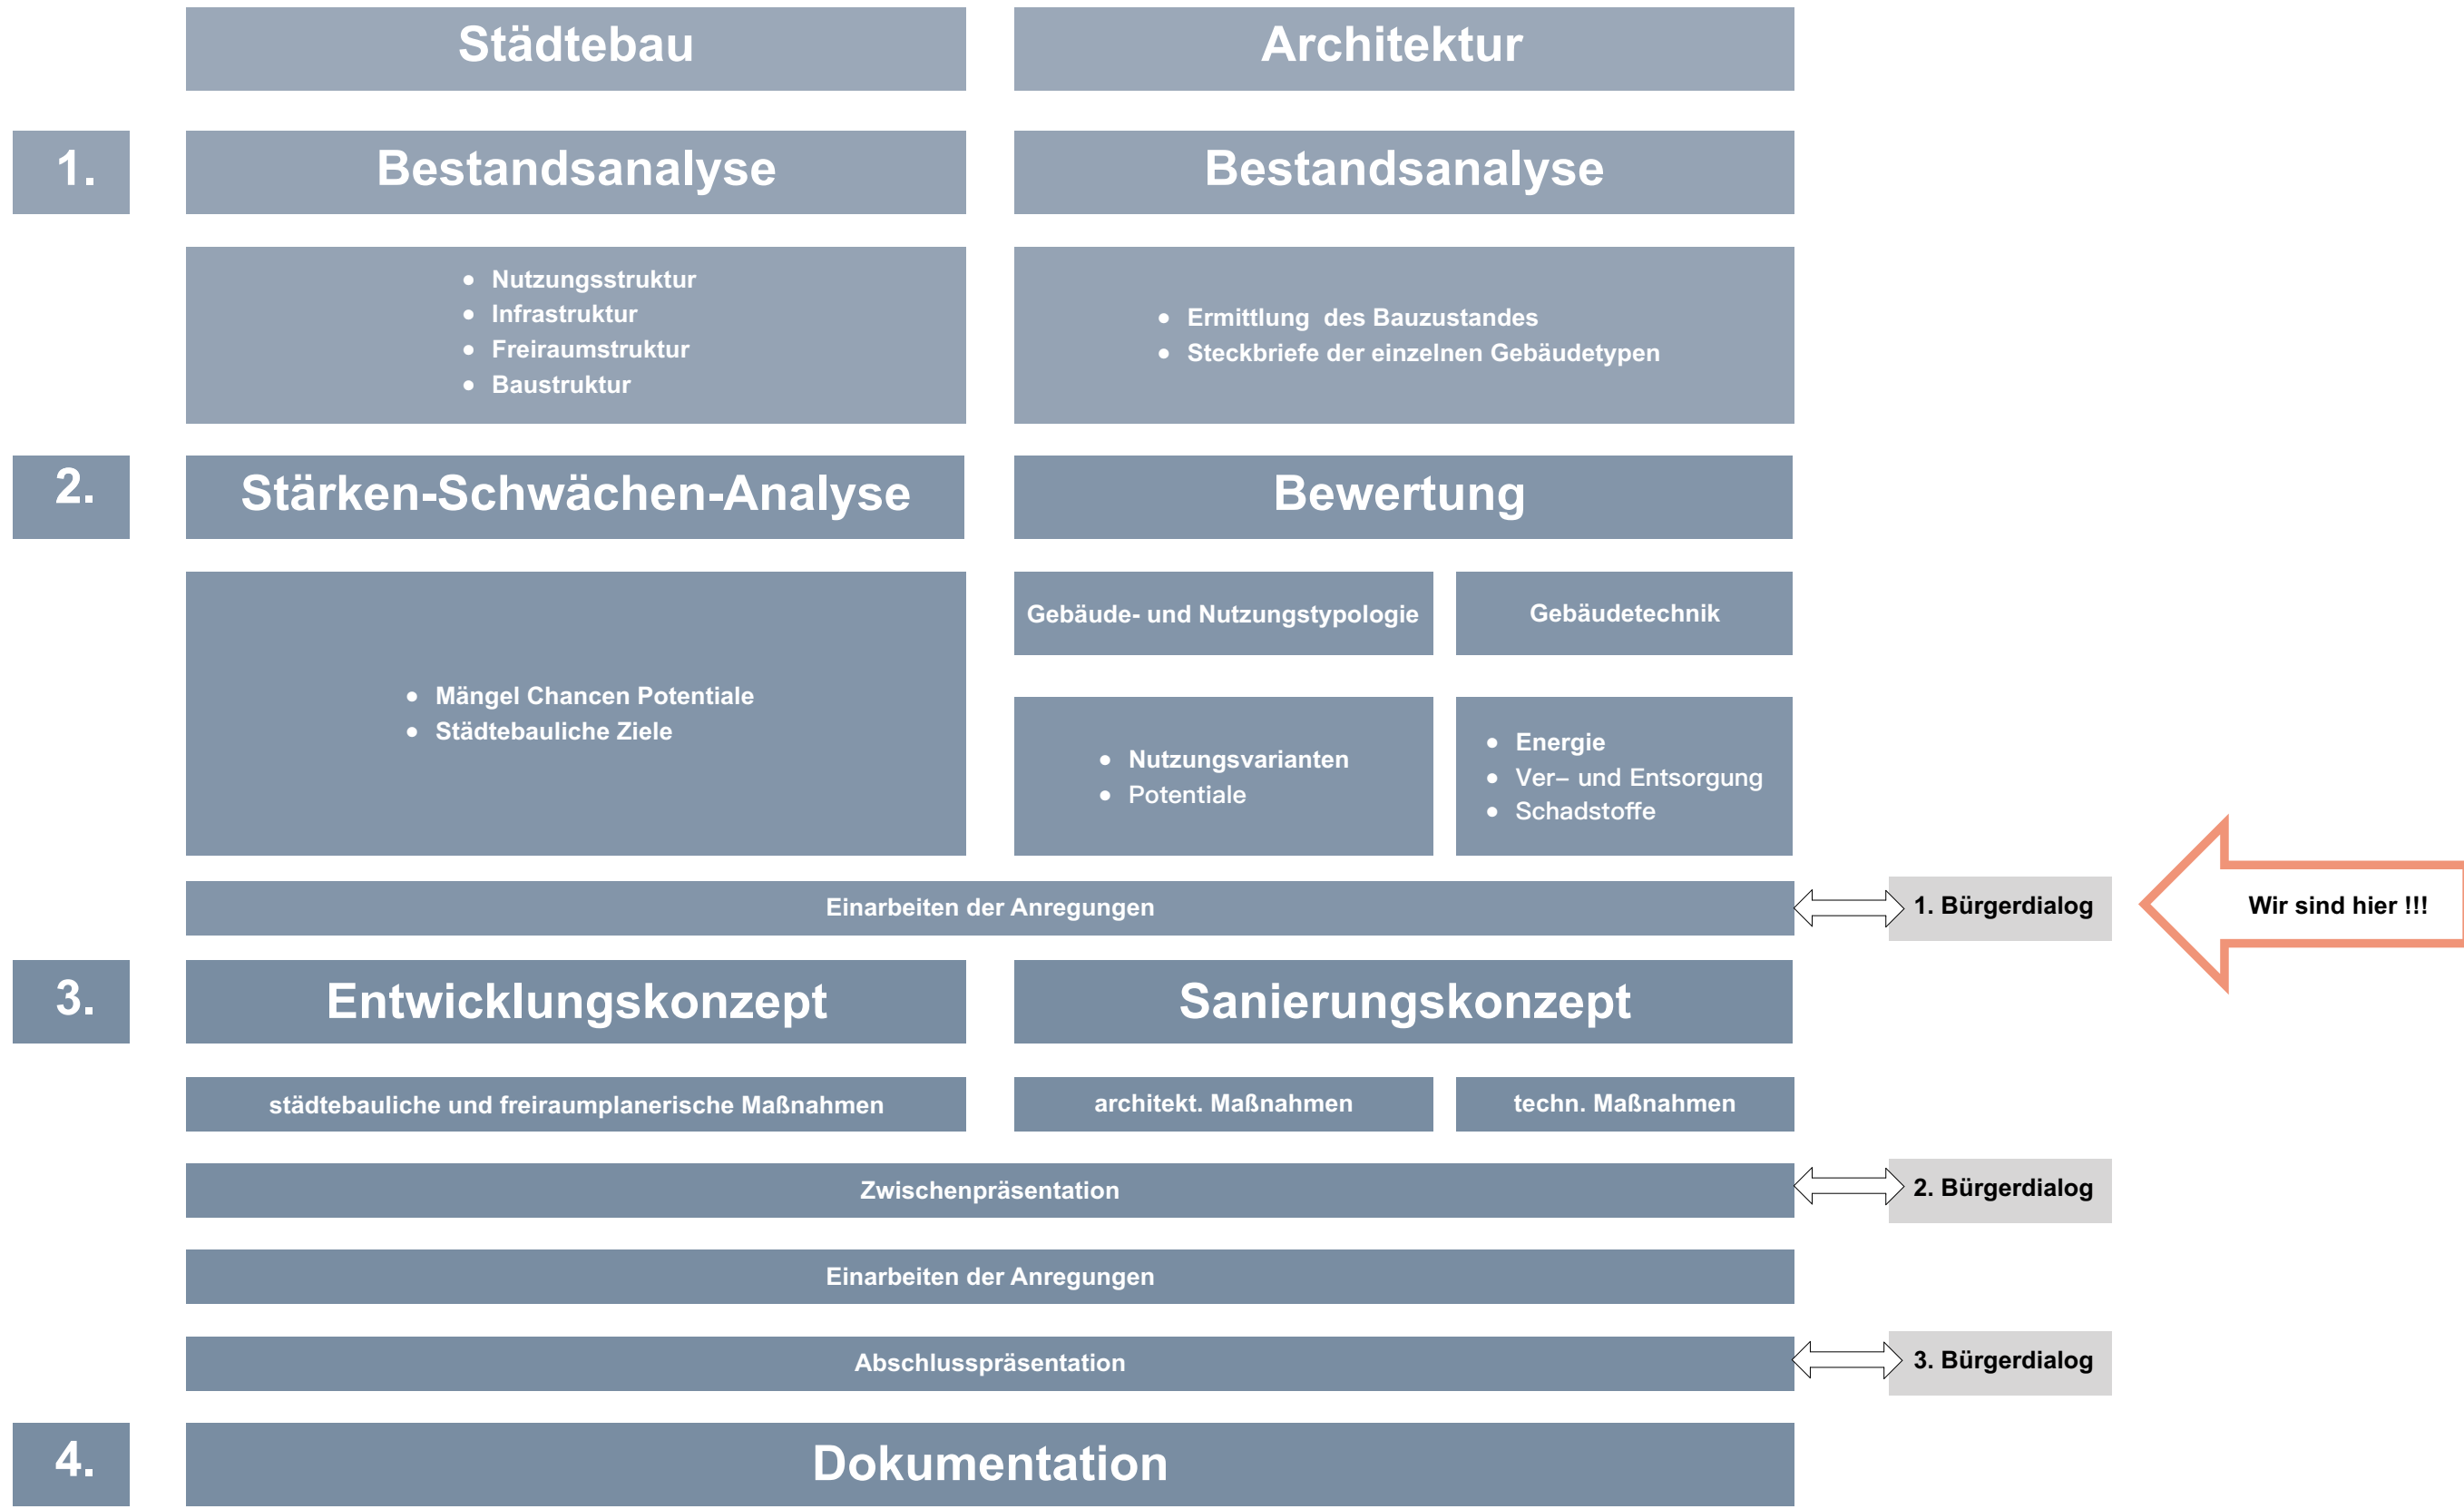 Städtebau
Architektur
1.
Bestandsanalyse
Bestandsanalyse
● Nutzungsstruktur
● Infrastruktur
● Freiraumstruktur
● Baustruktur
● Ermittlung  des Bauzustandes
● Steckbriefe der einzelnen Gebäudetypen
2.
Stärken-Schwächen-Analyse
Bewertung
● Mängel Chancen Potentiale
● Städtebauliche Ziele
Gebäude- und Nutzungstypologie
Gebäudetechnik
● Nutzungsvarianten
● Potentiale
● Energie
● Ver– und Entsorgung
● Schadstoffe
Einarbeiten der Anregungen
1. Bürgerdialog
Wir sind hier !!!
3.
Entwicklungskonzept
Sanierungskonzept
städtebauliche und freiraumplanerische Maßnahmen
architekt. Maßnahmen
techn. Maßnahmen
Zwischenpräsentation
2. Bürgerdialog
Einarbeiten der Anregungen
Abschlusspräsentation
3. Bürgerdialog
4.
Dokumentation